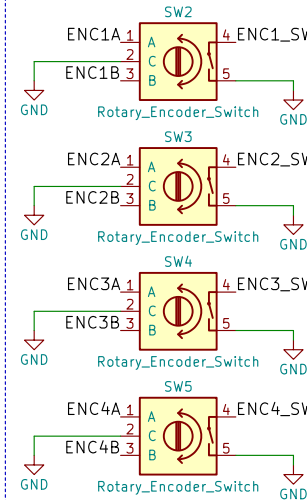 SW2
ENC1A 1 A 4 ENC1_SW
2 C
ENC1B 3 B 5
GND GND
Rotary_Encoder_Switch
SW3
ENC2A 1 A 4 ENC2_SW
2 C
ENC2B 3 B 5
GND GND
Rotary_Encoder_Switch
SW4
ENC3A 1 A 4 ENC3_SW
2 C
ENC3B 3 B 5
GND GND
Rotary_Encoder_Switch
SW5
ENC4A 1 A 4 ENC4_SW
2 C
ENC4B 3 B 5
GND GND
Rotary_Encoder_Switch